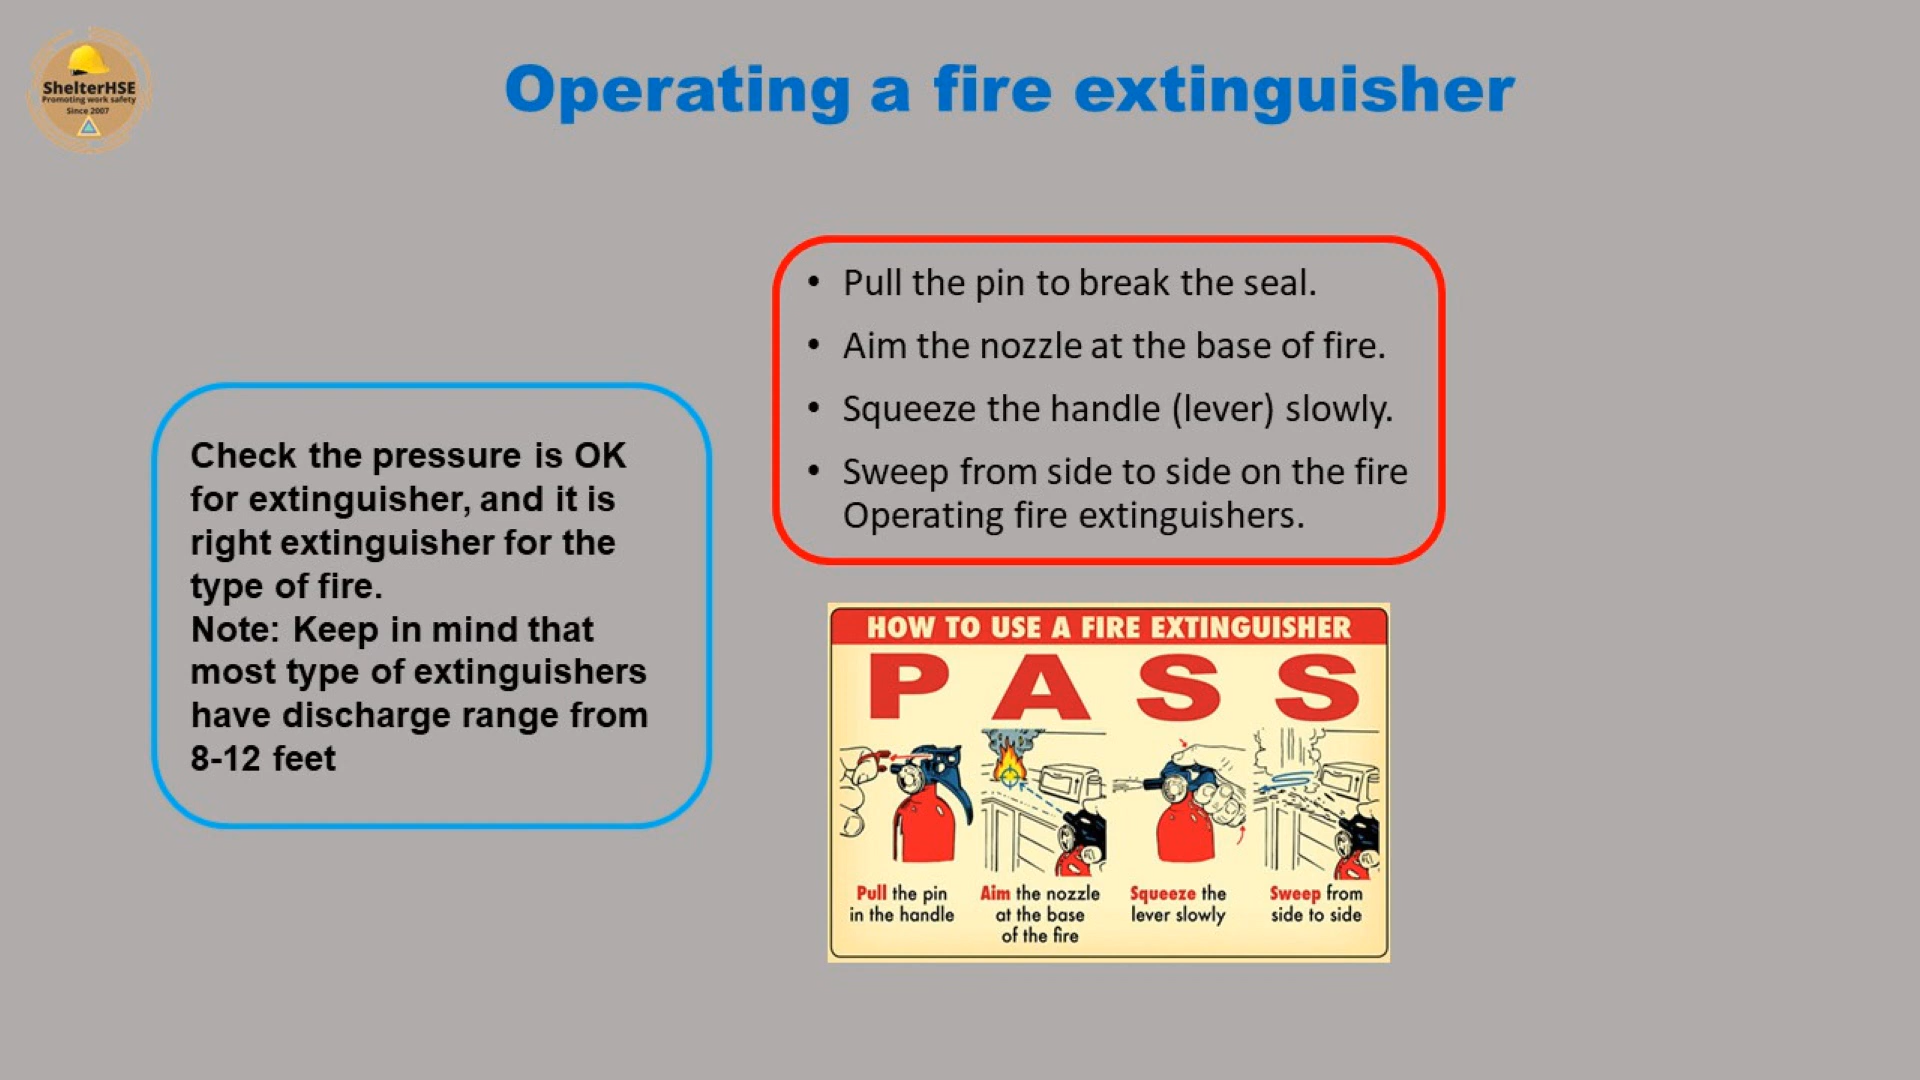 ShelterHSE
Promoting work safety
Since 2007
Operating a fire extinguisher
Check the pressure is OK
for extinguisher, and it is
right extinguisher for the
type of fire.
Note: Keep in mind that
most type of extinguishers
have discharge range from
8-12 feet
• Pull the pin to break the seal.
• Aim the nozzle at the base of fire.
• Squeeze the handle (lever) slowly.
• Sweep from side to side on the fire
Operating fire extinguishers.
HOW TO USE A FIRE EXTINGUISHER
P A S S
Pull the pin
in the handle
Aim the nozzle
at the base
of the fire
Squeeze the
lever slowly
Sweep from
side to side